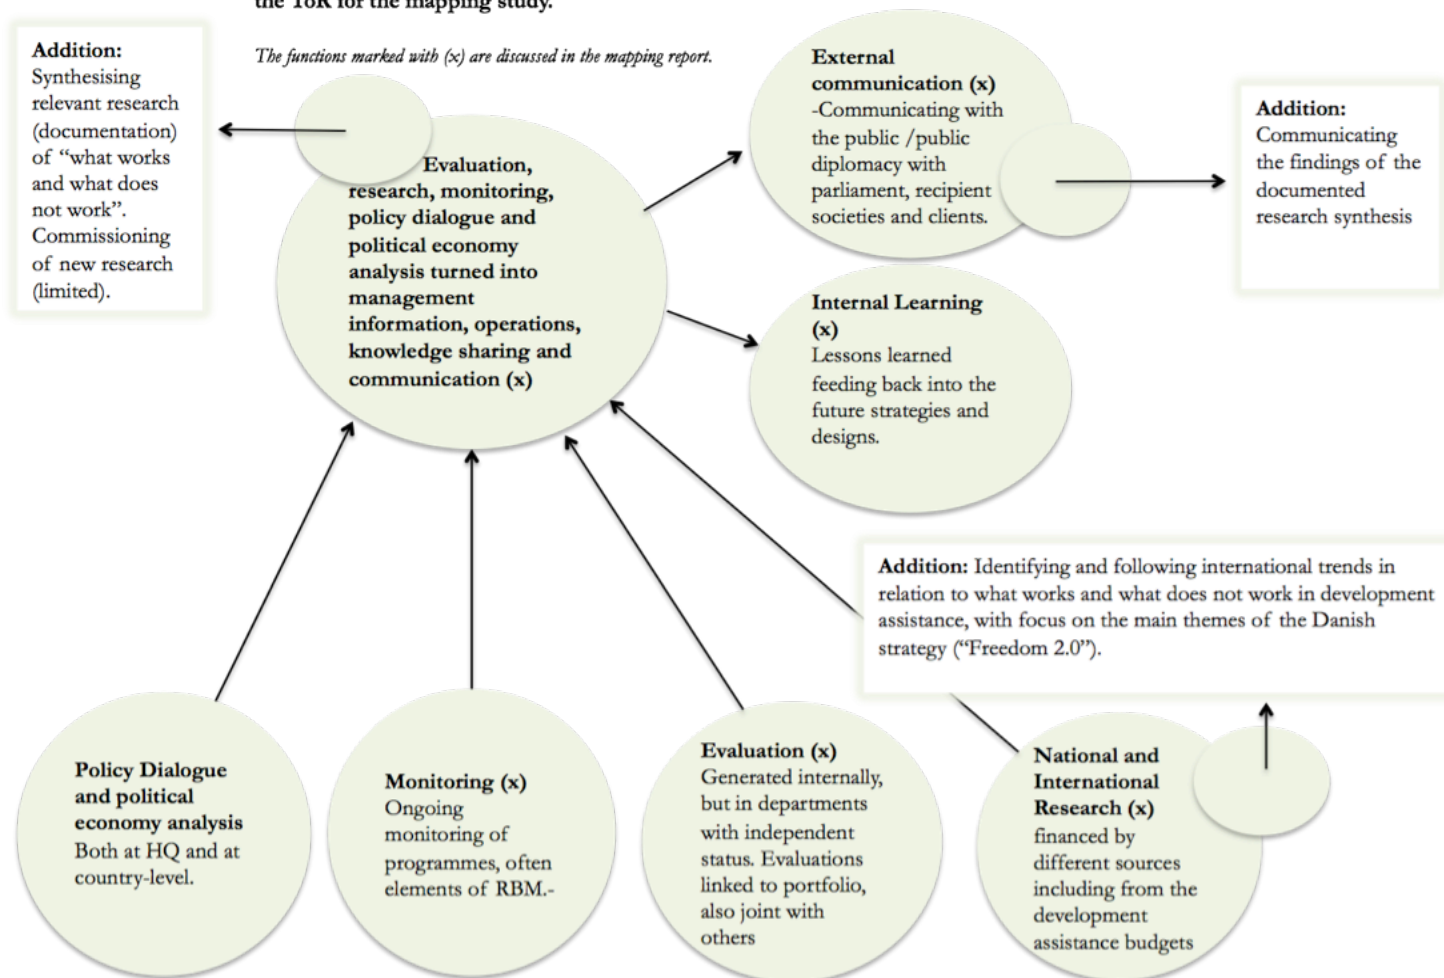 the ToR for the mapping study.
The functions marked with (x) are discussed in the mapping report.
Addition:
Synthesising
relevant research
(documentation)
of “what works
and what does
not work”.
Commissioning
of new research
(limited).
Evaluation,
research, monitoring,
policy dialogue and
political economy
analysis turned into
management
information, operations,
knowledge sharing and
communication (x)
External
communication (x)
-Communicating with
the public /public
diplomacy with
parliament, recipient
societies and clients.
Addition:
Communicating
the findings of the
documented
research synthesis
Internal Learning
(x)
Lessons learned
feeding back into the
future strategies and
designs.
Addition: Identifying and following international trends in
relation to what works and what does not work in development
assistance, with focus on the main themes of the Danish
strategy (“Freedom 2.0”).
Policy Dialogue
and political
economy analysis
Both at HQ and at
country-level.
Monitoring (x)
Ongoing
monitoring of
programmes, often
elements of RBM.-
Evaluation (x)
Generated internally,
but in departments
with independent
status. Evaluations
linked to portfolio,
also joint with
others
National and
International
Research (x)
financed by
different sources
including from the
development
assistance budgets